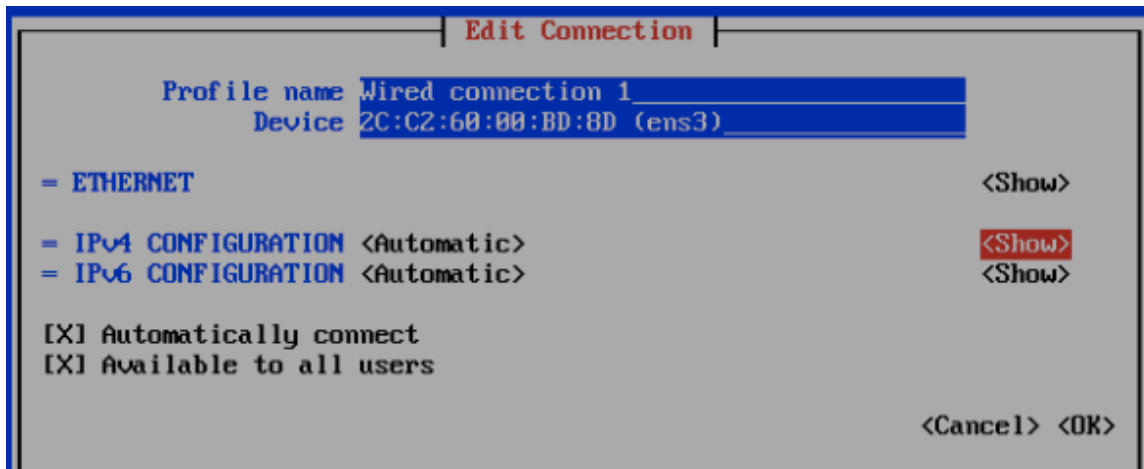 Edit Connection
Profile name Wired connection 1
Device 2C:C2:60:00:BD:8D (ens3)
= ETHERNET <Show>
= IPv4 CONFIGURATION <Automatic> <Show>
= IPv6 CONFIGURATION <Automatic> <Show>
[X] Automatically connect
[X] Available to all users
<Cancel> <OK>